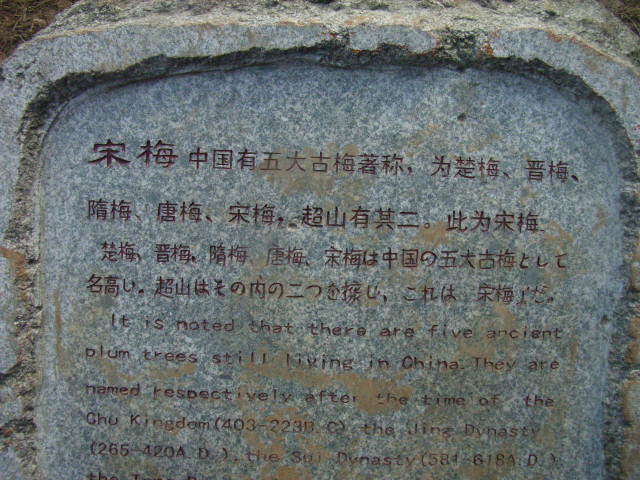 宋梅 中国有五大古梅著称，为楚梅、晋梅、
隋梅、唐梅、宋梅，超山有其二。此为宋梅
楚梅，晋梅，隋梅、唐梅、宋梅は中国の五大古梅として
名高い。超山はその内の二つを擁し，これは「宋梅」だ。
It is noted that there are five ancient
plum trees still living in China. They are
named respectively after the time of the
Chu Kingdom(403-223B.C), the Jing Dynasty
(265-420A.D.), the Sui Dynasty(581-618A.D.)